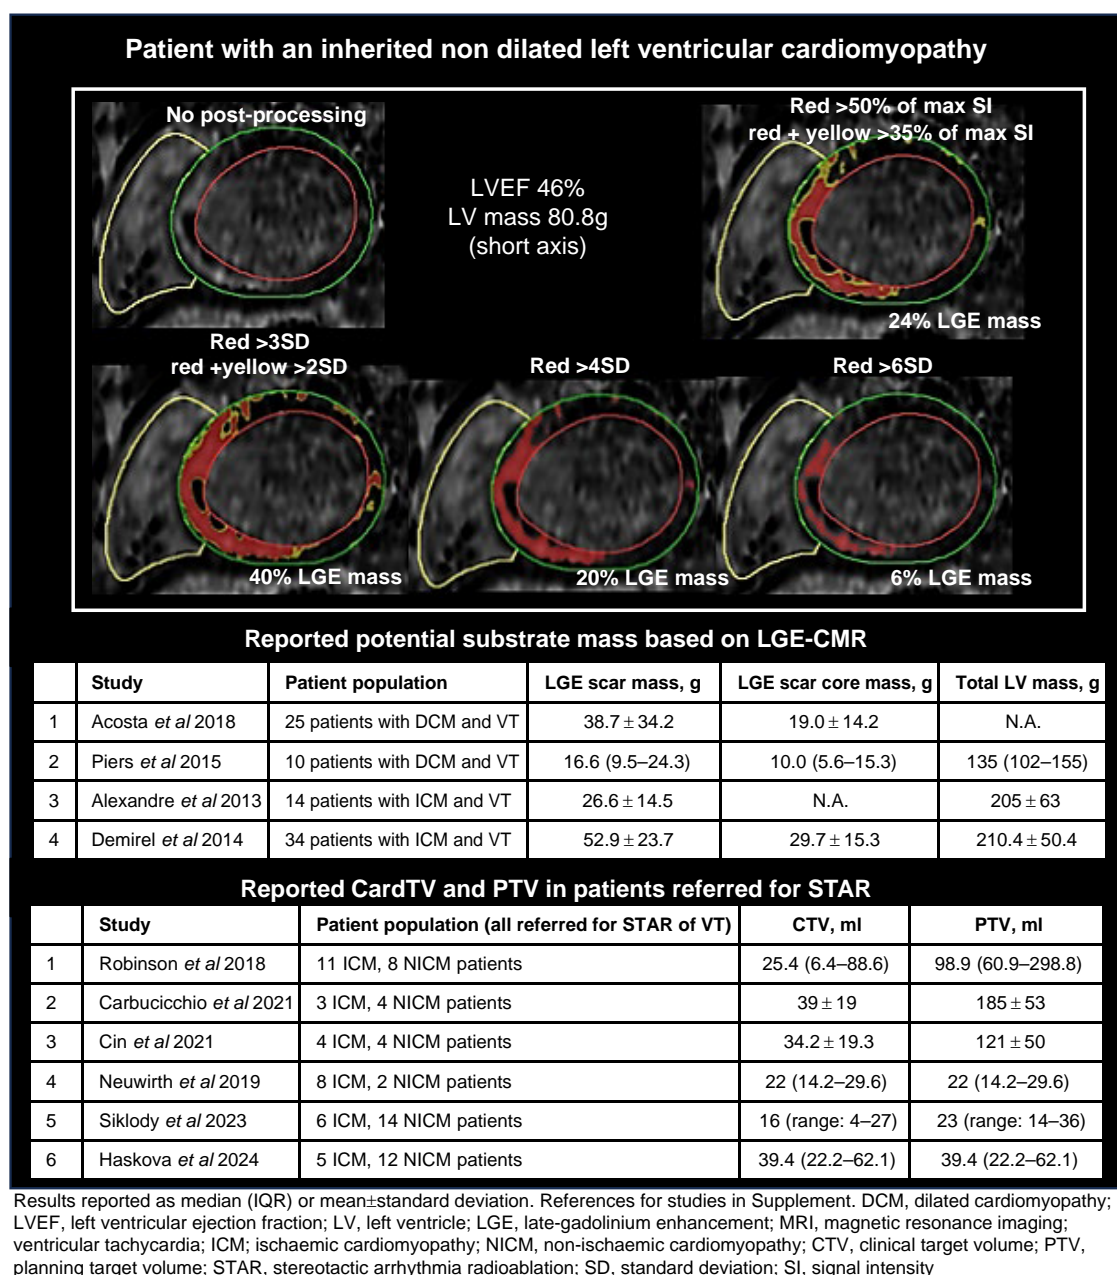 Patient with an inherited non dilated left ventricular cardiomyopathy
No post-processing
LVEF 46%
LV mass 80.8g
(short axis)
Red >50% of max SI
red + yellow >35% of max SI
24% LGE mass
Red >3SD
red +yellow >2SD
40% LGE mass
Red >4SD
20% LGE mass
Red >6SD
6% LGE mass
Reported potential substrate mass based on LGE-CMR
Study Patient population LGE scar mass, g LGE scar core mass, g Total LV mass, g
1 Acosta et al 2018 25 patients with DCM and VT 38.7 ± 34.2 19.0 ± 14.2 N.A.
2 Piers et al 2015 10 patients with DCM and VT 16.6 (9.5–24.3) 10.0 (5.6–15.3) 135 (102–155)
3 Alexandre et al 2013 14 patients with ICM and VT 26.6 ± 14.5 N.A. 205 ± 63
4 Demirel et al 2014 34 patients with ICM and VT 52.9 ± 23.7 29.7 ± 15.3 210.4 ± 50.4
Reported CardTV and PTV in patients referred for STAR
Study Patient population (all referred for STAR of VT) CTV, ml PTV, ml
1 Robinson et al 2018 11 ICM, 8 NICM patients 25.4 (6.4–88.6) 98.9 (60.9–298.8)
2 Carbucicchio et al 2021 3 ICM, 4 NICM patients 39 ± 19 185 ± 53
3 Cin et al 2021 4 ICM, 4 NICM patients 34.2 ± 19.3 121 ± 50
4 Neuwirth et al 2019 8 ICM, 2 NICM patients 22 (14.2–29.6) 22 (14.2–29.6)
5 Siklody et al 2023 6 ICM, 14 NICM patients 16 (range: 4–27) 23 (range: 14–36)
6 Haskova et al 2024 5 ICM, 12 NICM patients 39.4 (22.2–62.1) 39.4 (22.2–62.1)
Results reported as median (IQR) or mean±standard deviation. References for studies in Supplement. DCM, dilated cardiomyopathy;
LVEF, left ventricular ejection fraction; LV, left ventricle; LGE, late-gadolinium enhancement; MRI, magnetic resonance imaging;
ventricular tachycardia; ICM; ischaemic cardiomyopathy; NICM, non-ischaemic cardiomyopathy; CTV, clinical target volume; PTV,
planning target volume; STAR, stereotactic arrhythmia radioablation; SD, standard deviation; SI, signal intensity